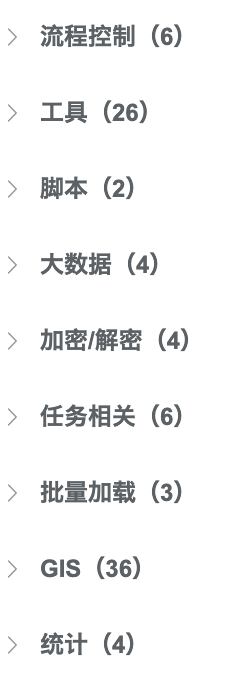 流程控制（6）
工具（26）
脚本（2）
大数据（4）
加密/解密（4）
任务相关（6）
批量加载（3）
GIS（36）
统计（4）